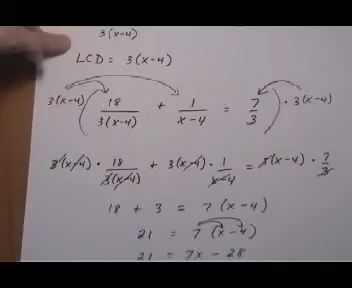 3(x-4)
LCD = 3(x-4)
3(x-4) ( 18/3(x-4) + 1/x-4 = 7/3 ) · 3(x-4)
3(x-4) · 18/3(x-4) + 3(x-4) · 1/x-4 = 3(x-4) · 7/3
18 + 3 = 7(x-4)
21 = 7(x-4)
21 = 7x - 28